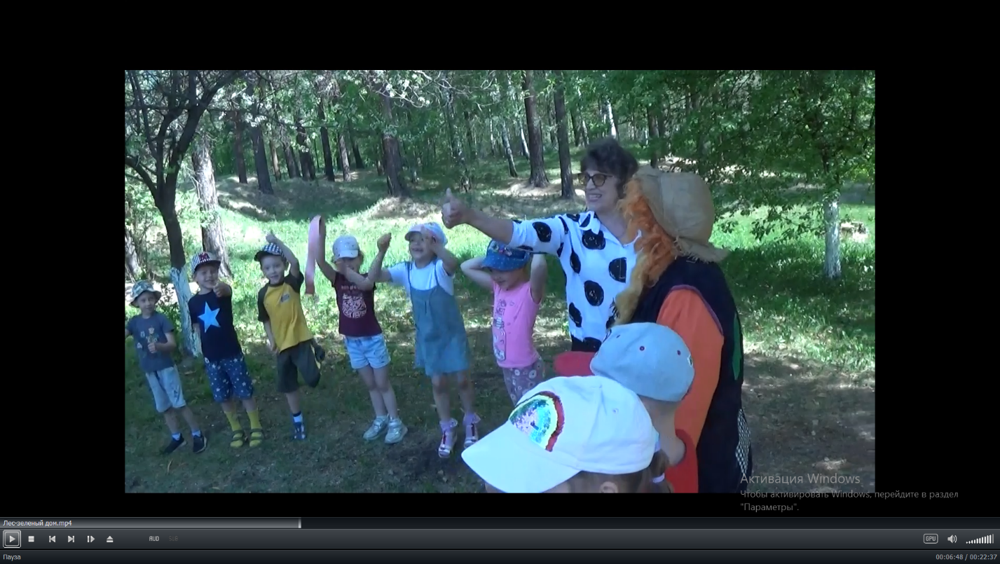 Активация Windows
Чтобы активировать Windows, перейдите в раздел
"Параметры".
Лес-зеленый дом.mp4
AUD SUB
GPU
Пауза
00:06:48 / 00:22:37